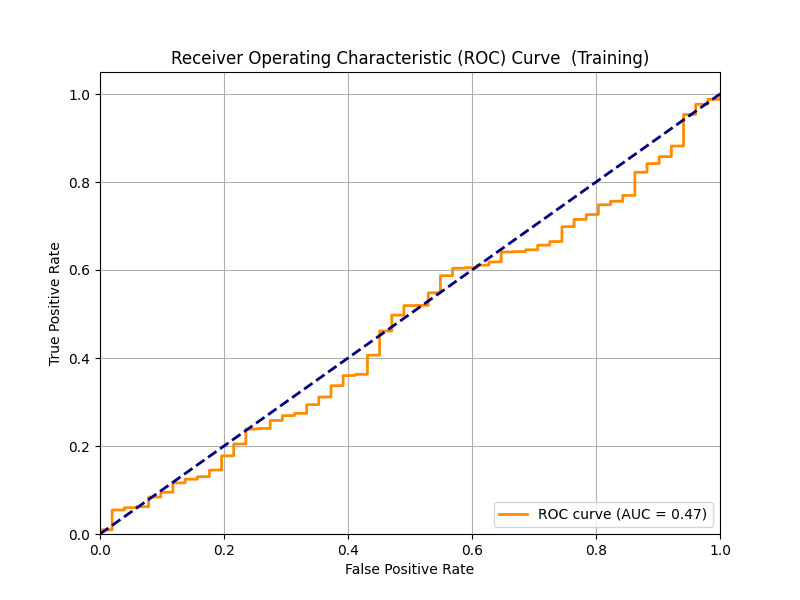 Receiver Operating Characteristic (ROC) Curve  (Training)
True Positive Rate
1.0
0.8
0.6
0.4
0.2
0.0
0.0 0.2 0.4 0.6 0.8 1.0
False Positive Rate
ROC curve (AUC = 0.47)